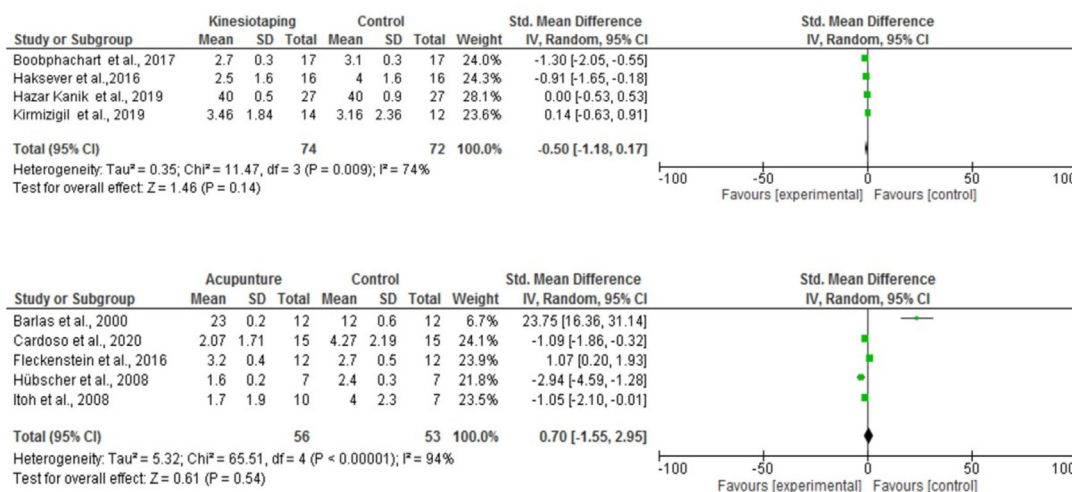 Kinesiotaping Control Std. Mean Difference Std. Mean Difference
Study or Subgroup Mean SD Total Mean SD Total Weight IV, Random, 95% CI IV, Random, 95% CI
Boobphachart et al., 2017 2.7 0.3 17 3.1 0.3 17 24.0% -1.30 [-2.05, -0.55]
Haksever et al.,2016 2.5 1.6 16 4 1.6 16 24.3% -0.91 [-1.65, -0.18]
Hazar Kanik et al., 2019 40 0.5 27 40 0.9 27 28.1% 0.00 [-0.53, 0.53]
Kirmizigil et al., 2019 3.46 1.84 14 3.16 2.36 12 23.6% 0.14 [-0.63, 0.91]
Total (95% CI) 74 72 100.0% -0.50 [-1.18, 0.17]
Heterogeneity: Tau² = 0.35; Chi² = 11.47, df = 3 (P = 0.009); I² = 74%
Test for overall effect: Z = 1.46 (P = 0.14)
-100 -50 0 50 100
Favours [experimental] Favours [control]
Acupunture Control Std. Mean Difference Std. Mean Difference
Study or Subgroup Mean SD Total Mean SD Total Weight IV, Random, 95% CI IV, Random, 95% CI
Barlas et al., 2000 23 0.2 12 12 0.6 12 6.7% 23.75 [16.36, 31.14]
Cardoso et al., 2020 2.07 1.71 15 4.27 2.19 15 24.1% -1.09 [-1.86, -0.32]
Fleckenstein et al., 2016 3.2 0.4 12 2.7 0.5 12 23.9% 1.07 [0.20, 1.93]
Hübscher et al., 2008 1.6 0.2 7 2.4 0.3 7 21.8% -2.94 [-4.59, -1.28]
Itoh et al., 2008 1.7 1.9 10 4 2.3 7 23.5% -1.05 [-2.10, -0.01]
Total (95% CI) 56 53 100.0% 0.70 [-1.55, 2.95]
Heterogeneity: Tau² = 5.32; Chi² = 65.51, df = 4 (P < 0.00001); I² = 94%
Test for overall effect: Z = 0.61 (P = 0.54)
-100 -50 0 50 100
Favours [experimental] Favours [control]